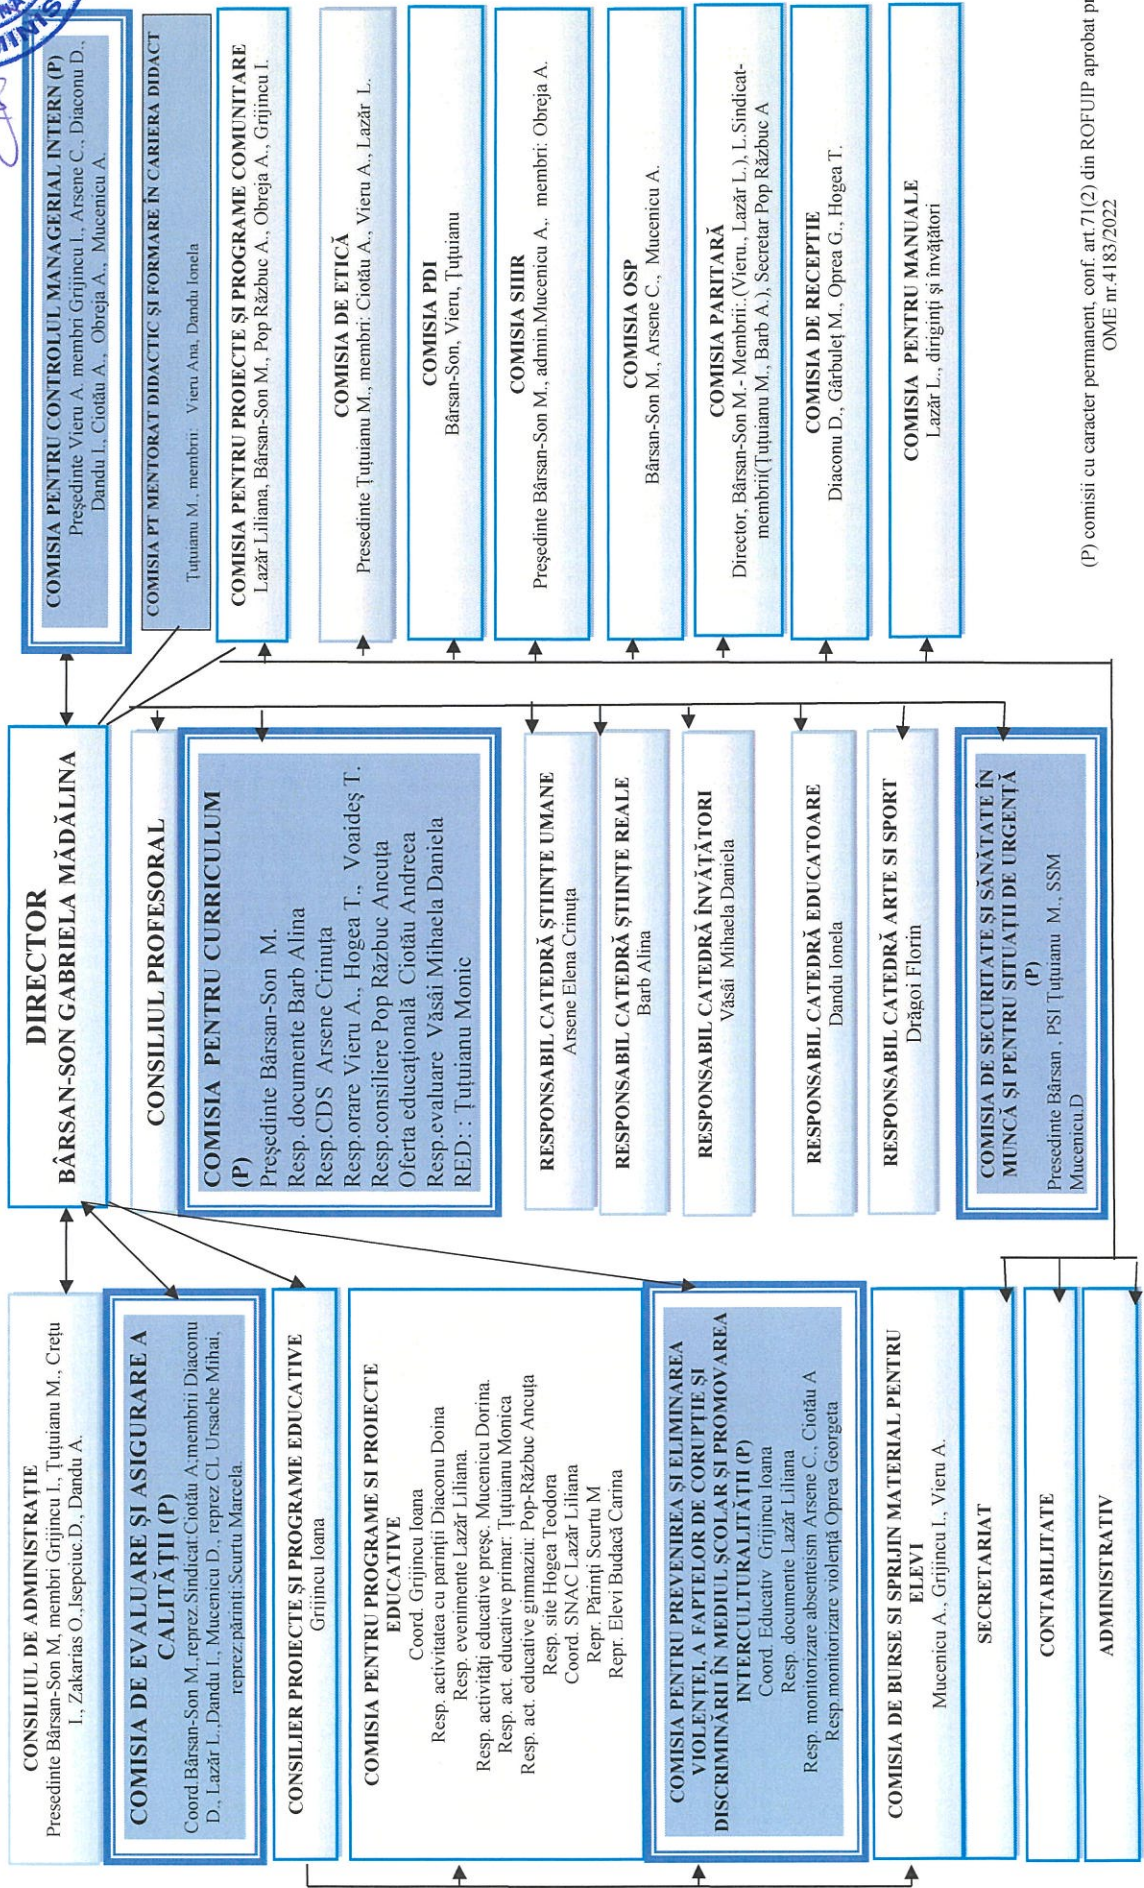 DIRECTOR
BÂRSAN-SON GABRIELA MĂDĂLINA
CONSILIUL DE ADMINISTRATIE
Presedinte Bârsan-Son M, membri Grijincu I., Țuțuianu M., Crețu
I., Zakarias O.,Isepciuc.D., Dandu A.
COMISIA DE EVALUARE ȘI ASIGURARE A
CALITĂȚII (P)
Coord.Bârsan-Son M.,reprez.Sindicat:Ciotău A;membrii Diaconu
D., Lazăr L.,Dandu I., Mucenicu D., reprez CL Ursache Mihai,
reprez.părinți:Scurtu Marcela.
CONSILIER PROIECTE ȘI PROGRAME EDUCATIVE
Grijincu Ioana
COMISIA PENTRU PROGRAME SI PROIECTE
EDUCATIVE
Coord. Grijincu Ioana
Resp. activitatea cu părinții Diaconu Doina
Resp. evenimente Lazăr Liliana.
Resp. activități educative preșc. Mucenicu Dorina.
Resp. act. educative primar: Țuțuianu Monica
Resp. act. educative gimnaziu: Pop-Răzbuc Ancuța
Resp. site Hogea Teodora
Coord. SNAC Lazăr Liliana
Repr. Părinți Scurtu M
Repr. Elevi Budacă Carina
COMISIA PENTRU PREVENIREA ȘI ELIMINAREA
VIOLENȚEI, A FAPTELOR DE CORUPȚIE ȘI
DISCRIMINĂRII ÎN MEDIUL ȘCOLAR ȘI PROMOVAREA
INTERCULTURALITĂȚII (P)
Coord. Educativ Grijincu Ioana
Resp. documente Lazăr Liliana
Resp. monitorizare absenteism Arsene C., Ciotău A
Resp.monitorizare violență Oprea Georgeta
COMISIA DE BURSE SI SPRIJIN MATERIAL PENTRU
ELEVI
Mucenicu A., Grijincu I., Vieru A.
SECRETARIAT
CONTABILITATE
ADMINISTRATIV
CONSILIUL PROFESORAL
COMISIA PENTRU CURRICULUM
(P)
Președinte Bârsan-Son M.
Resp. documente Barb Alina
Resp.CDS Arsene Crinuța
Resp.orare Vieru A., Hogea T., Voaideș T.
Resp.consiliere Pop Răzbuc Ancuța
Oferta educațională Ciotău Andreea
Resp.evaluare Văsâi Mihaela Daniela
RED: : Țuțuianu Monic
RESPONSABIL CATEDRĂ ȘTIINȚE UMANE
Arsene Elena Crinuța
RESPONSABIL CATEDRĂ ȘTIINȚE REALE
Barb Alina
RESPONSABIL CATEDRĂ ÎNVĂȚĂTORI
Văsâi Mihaela Daniela
RESPONSABIL CATEDRĂ EDUCATOARE
Dandu Ionela
RESPONSABIL CATEDRĂ ARTE SI SPORT
Drăgoi Florin
COMISIA DE SECURITATE ȘI SĂNĂTATE ÎN
MUNCĂ ȘI PENTRU SITUAȚII DE URGENȚĂ
(P)
Presedinte Bârsan , PSI Țuțuianu M., SSM
Mucenicu.D
COMISIA PENTRU CONTROLUL MANAGERIAL INTERN (P)
Președinte Vieru A. membri Grijincu I., Arsene C., Diaconu D.,
Dandu I., Ciotău A., Obreja A., Mucenicu A.
COMISIA PT MENTORAT DIDACTIC ȘI FORMARE ÎN CARIERA DIDACT
Țuțuianu M., membrii: Vieru Ana, Dandu Ionela
COMISIA PENTRU PROIECTE ȘI PROGRAME COMUNITARE
Lazăr Liliana, Bârsan-Son M., Pop Răzbuc A., Obreja A., Grijincu I.
COMISIA DE ETICĂ
Presedinte Țuțuianu M., membri: Ciotău A., Vieru A., Lazăr L.
COMISIA PDI
Bârsan-Son, Vieru, Țuțuianu
COMISIA SIIIR
Președinte Bârsan-Son M., admin.Mucenicu A,. membri: Obreja A.
COMISIA OSP
Bârsan-Son M., Arsene C., Mucenicu A.
COMISIA PARITARĂ
Director, Bârsan-Son M.- Membrii:.(Vieru., Lazăr L.), L.Sindicat-
membrii(Țuțuianu M., Barb A.), Secretar Pop Răzbuc A
COMISIA DE RECEPTIE
Diaconu D., Gârbuleț M., Oprea G., Hogea T.
COMISIA PENTRU MANUALE
Lazăr L., diriginți și învățători
(P) comisii cu caracter permanent, conf. art.71(2) din ROFUIP aprobat pr
OME nr.4183/2022